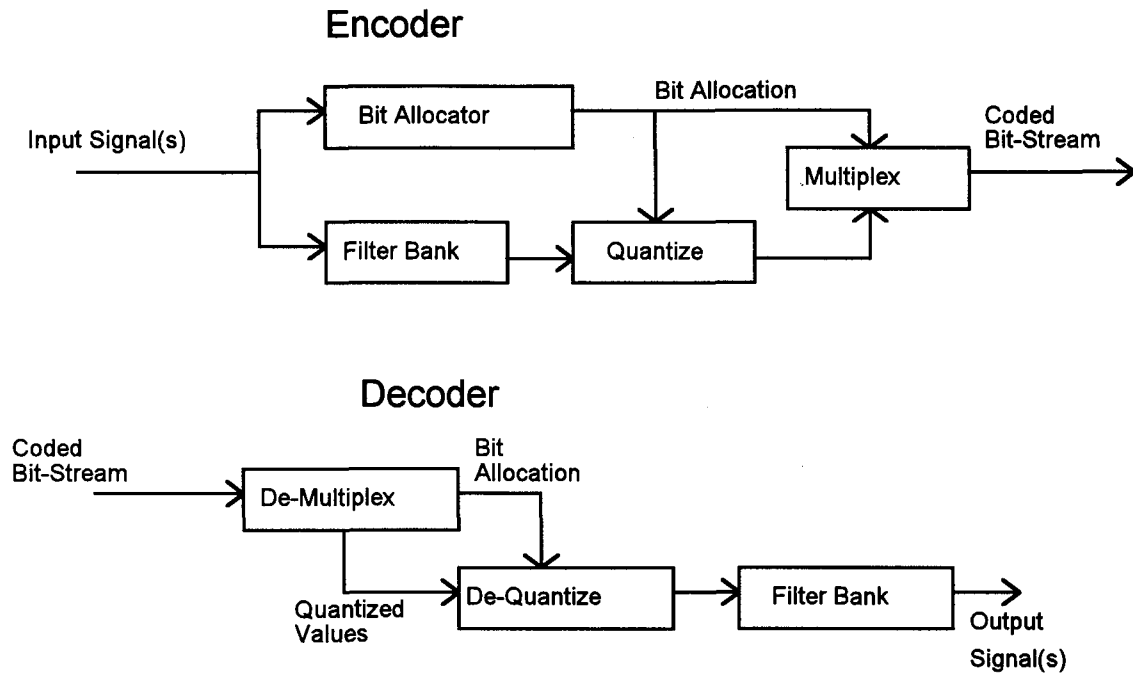 Encoder
Bit Allocator
Bit Allocation
Coded
Bit-Stream
Input Signal(s)
Multiplex
Filter Bank
Quantize
Decoder
Coded
Bit-Stream
Bit
Allocation
De-Multiplex
Quantized
Values
De-Quantize
Filter Bank
Output
Signal(s)